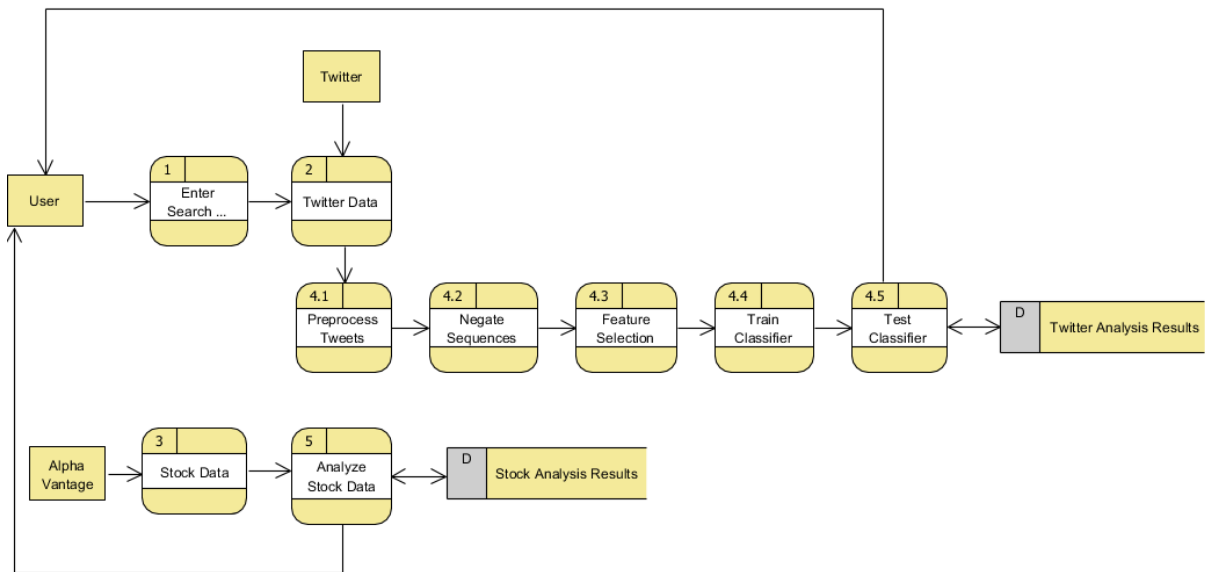 Twitter
1
2
User
Enter
Search ...
Twitter Data
4.1
4.2
4.3
4.4
4.5
Preprocess
Tweets
Negate
Sequences
Feature
Selection
Train
Classifier
Test
Classifier
D
Twitter Analysis Results
3
5
D
Alpha
Vantage
Stock Data
Analyze
Stock Data
Stock Analysis Results